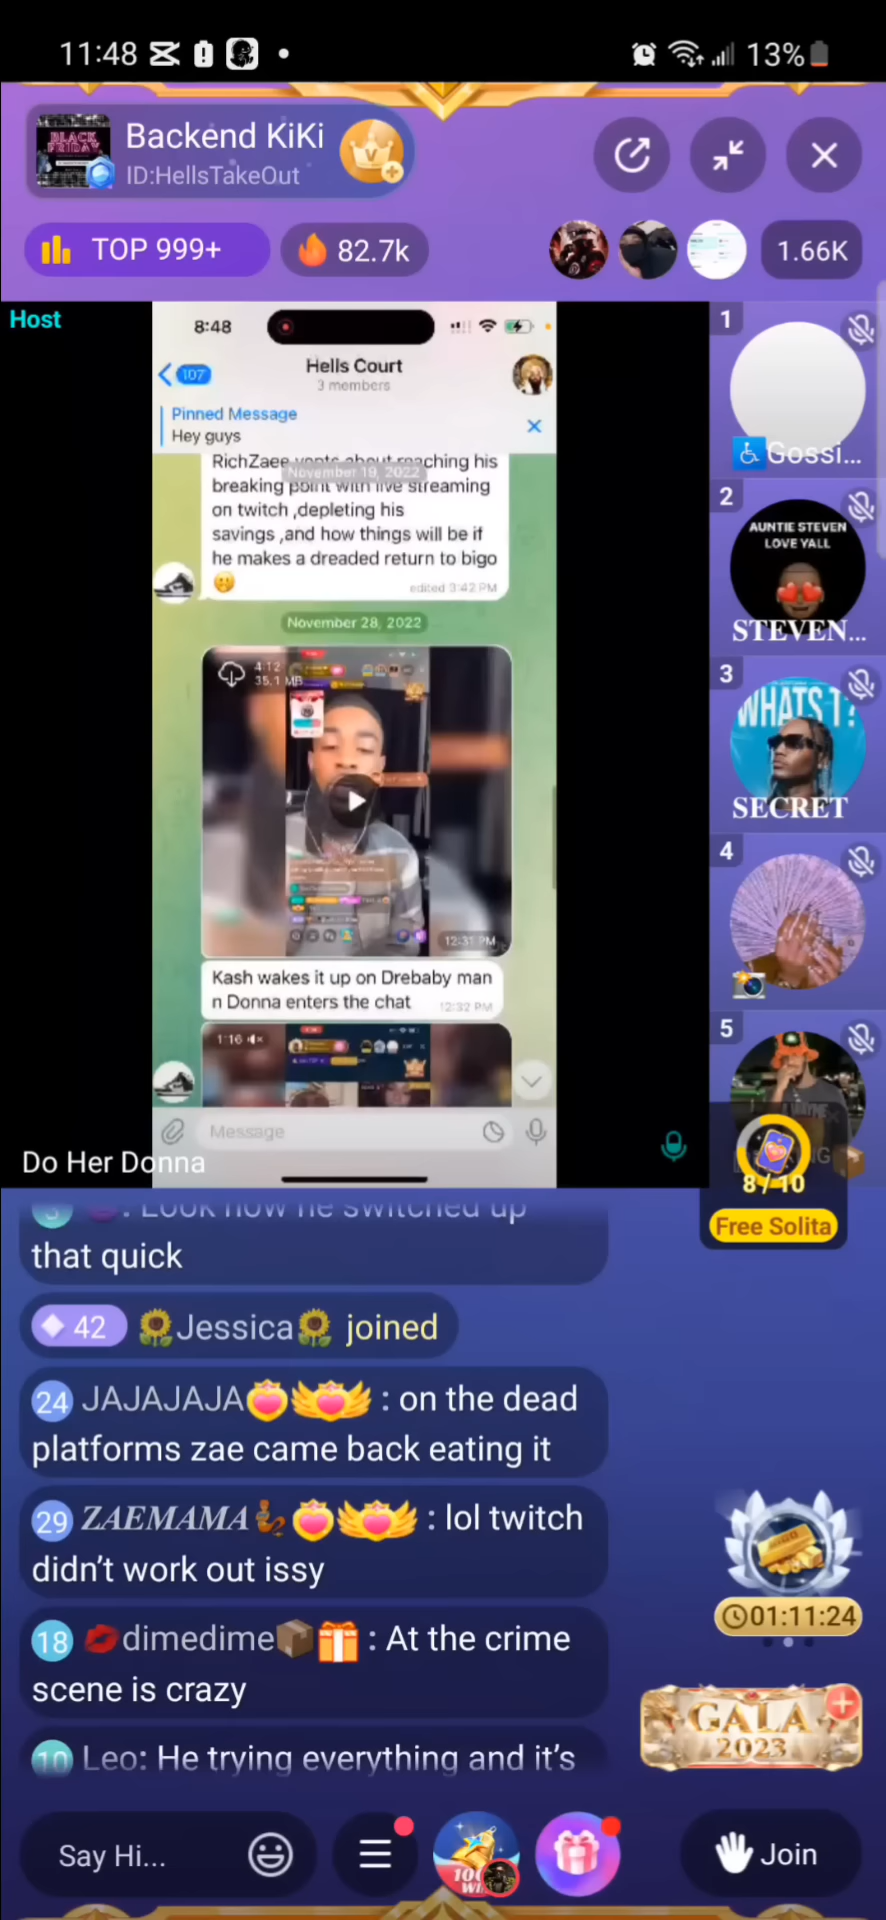 11:48
13%
BLACK
FRIDAY
Backend KiKi
ID:HellsTakeOut
TOP 999+
82.7k
1.66K
Host
8:48
107
Hells Court
3 members
Pinned Message
Hey guys
RichZaee vents about reaching his
November 19, 2022
breaking point with live streaming
on twitch ,depleting his
savings ,and how things will be if
he makes a dreaded return to bigo
edited 3:42 PM
November 28, 2022
4:12
35.1 MB
12:31 PM
Kash wakes it up on Drebaby man
n Donna enters the chat
12:32 PM
1:16
Message
Do Her Donna
1
Gossi...
2
AUNTIE STEVEN
LOVE YALL
STEVEN...
3
WHATS T?
SECRET
4
5
8/10
Free Solita
: Look how he switched up
that quick
42 Jessica joined
24 JAJAJAJA : on the dead
platforms zae came back eating it
29 ZAEMAMA : lol twitch
didn't work out issy
18 dimedime : At the crime
scene is crazy
10 Leo: He trying everything and it's
01:11:24
GALA
2023
Say Hi...
Join